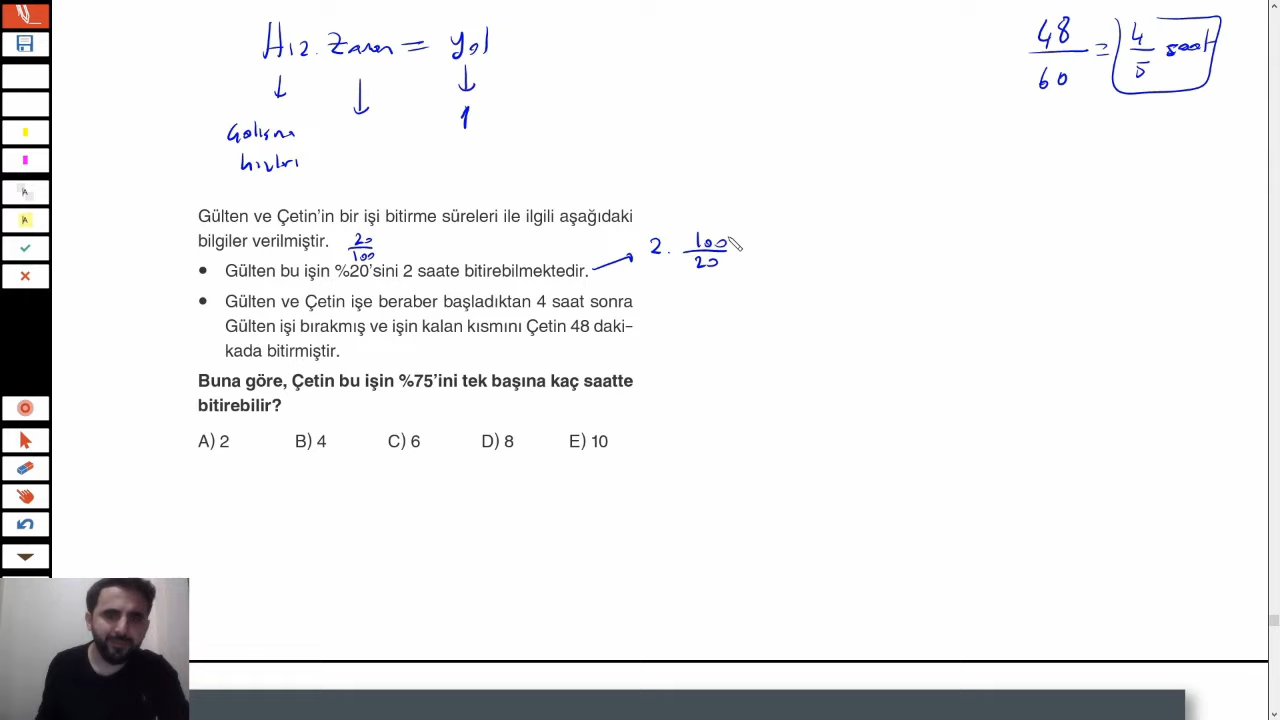 Hız . Zaman = yol
1
Çalışma
hızları
48
60
=
4
5
saat
Gülten ve Çetin'in bir işi bitirme süreleri ile ilgili aşağıdaki
bilgiler verilmiştir.
20
100
• Gülten bu işin %20'sini 2 saate bitirebilmektedir.
2 . 100
20
• Gülten ve Çetin işe beraber başladıktan 4 saat sonra
Gülten işi bırakmış ve işin kalan kısmını Çetin 48 daki-
kada bitirmiştir.
Buna göre, Çetin bu işin %75'ini tek başına kaç saatte
bitirebilir?
A) 2 B) 4 C) 6 D) 8 E) 10